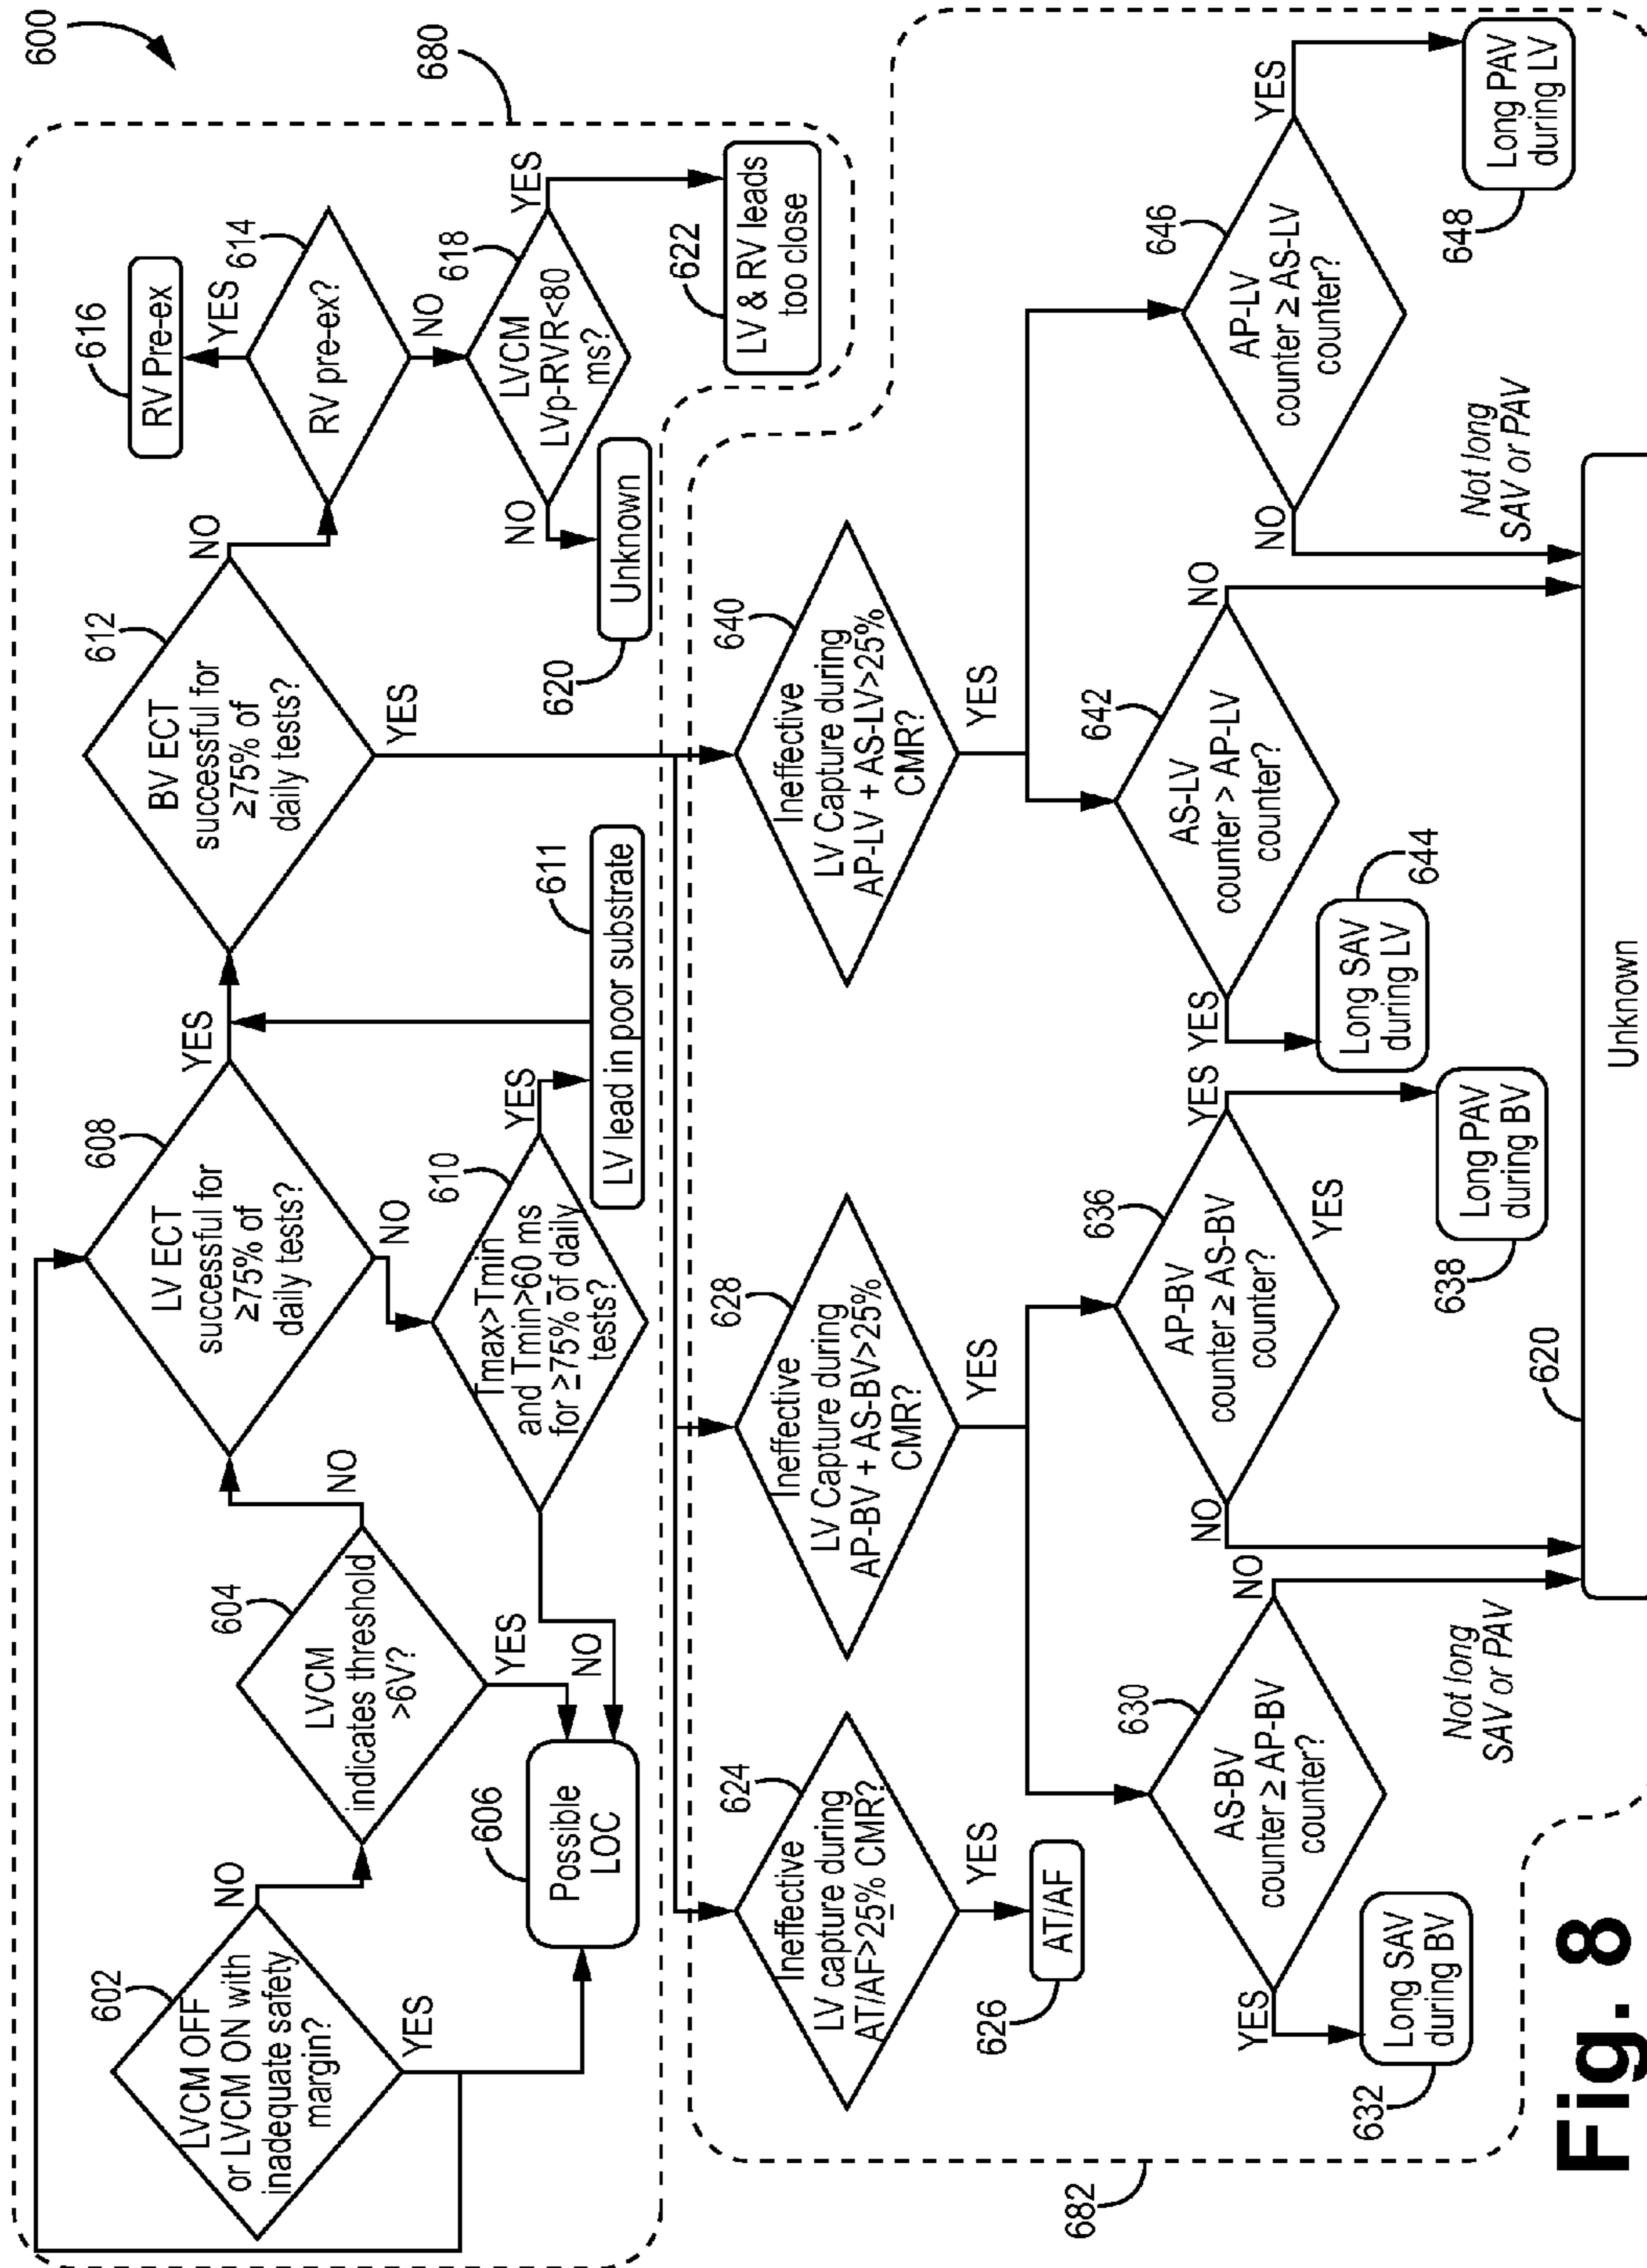 600
680
602
LVCM OFF
or LVCM ON with
inadequate safety
margin?
NO
YES
604
LVCM
indicates threshold
>6V?
NO
YES
606
Possible
LOC
608
LV ECT
successful for
≥75% of
daily tests?
YES
NO
610
Tmax>Tmin
and Tmin>60 ms
for ≥75% of daily
tests?
YES
NO
611
LV lead in poor substrate
612
BV ECT
successful for
≥75% of
daily tests?
NO
YES
614
RV pre-ex?
YES
NO
616
RV Pre-ex
618
LVCM
LVp-RVR<80
ms?
YES
NO
620
Unknown
622
LV & RV leads
too close
682
624
Ineffective
LV capture during
AT/AF>25% CMR?
YES
626
AT/AF
628
Ineffective
LV Capture during
AP-BV + AS-BV>25%
CMR?
YES
640
Ineffective
LV Capture during
AP-LV + AS-LV>25%
CMR?
YES
630
AS-BV
counter ≥ AP-BV
counter?
YES
NO
632
Long SAV
during BV
Not long
SAV or PAV
636
AP-BV
counter ≥ AS-BV
counter?
NO
YES
YES
638
Long PAV
during BV
642
AS-LV
counter > AP-LV
counter?
YES
NO
644
Long SAV
during LV
646
AP-LV
counter ≥ AS-LV
counter?
NO
YES
648
Long PAV
during LV
Not long
SAV or PAV
620
Unknown
Fig. 8